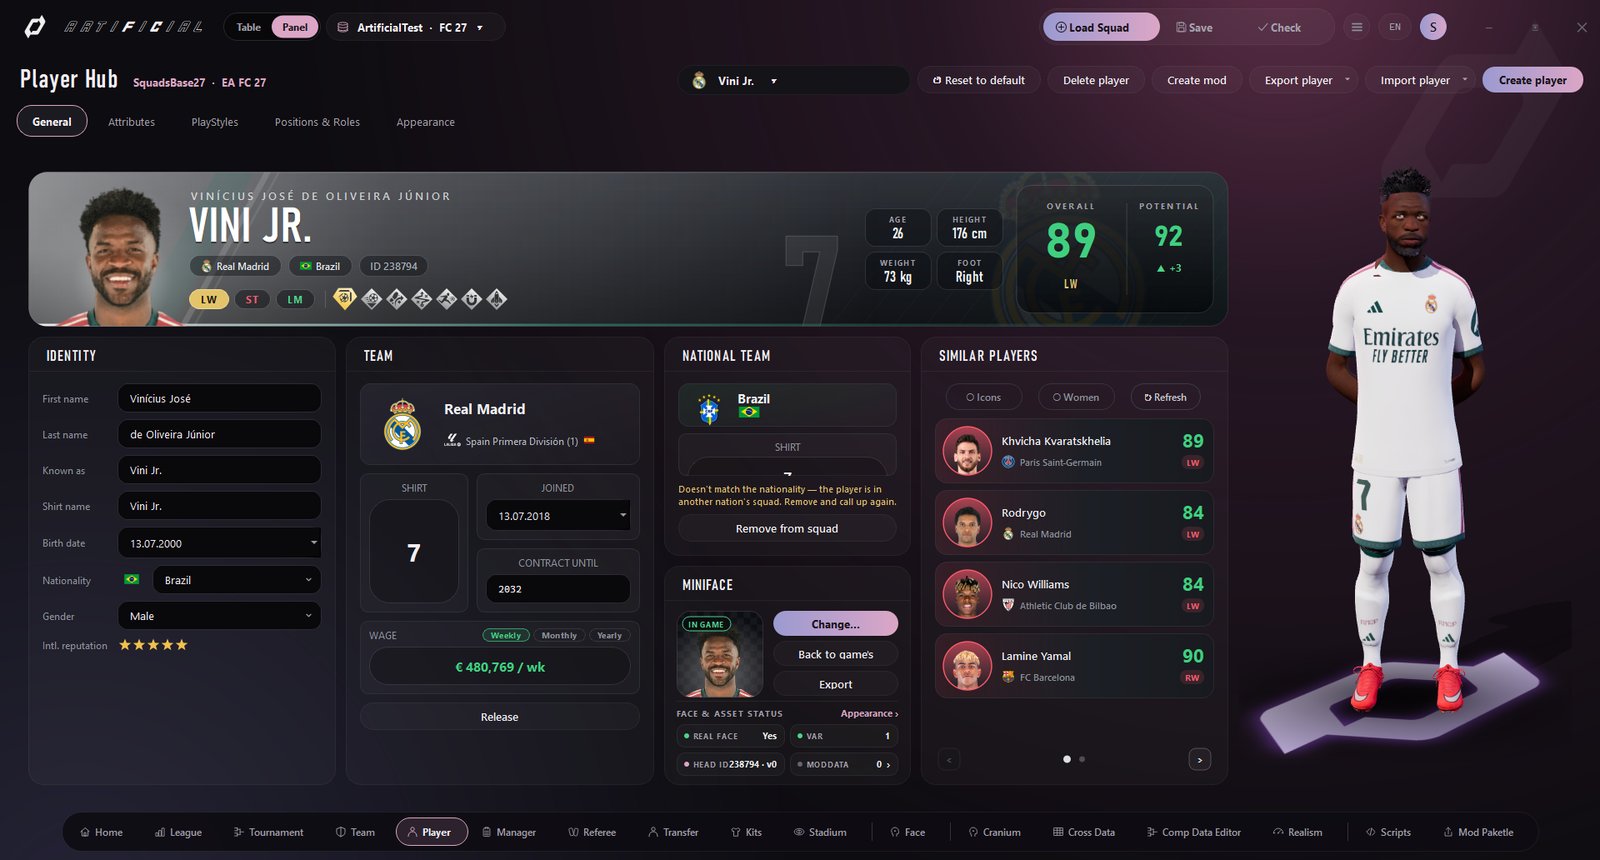 ARTIFICIAL
Table
Panel
ArtificialTest · FC 27
Load Squad
Save
Check
EN
S
Player Hub
SquadsBase27 · EA FC 27
Vini Jr.
Reset to default
Delete player
Create mod
Export player
Import player
Create player
General
Attributes
PlayStyles
Positions & Roles
Appearance
VINÍCIUS JOSÉ DE OLIVEIRA JÚNIOR
VINI JR.
Real Madrid
Brazil
ID 238794
LW
ST
LM
7
AGE
26
HEIGHT
176 cm
WEIGHT
73 kg
FOOT
Right
OVERALL
89
LW
POTENTIAL
92
▲ +3
IDENTITY
First name
Vinícius José
Last name
de Oliveira Júnior
Known as
Vini Jr.
Shirt name
Vini Jr.
Birth date
13.07.2000
Nationality
Brazil
Gender
Male
Intl. reputation
★★★★★
TEAM
Real Madrid
Spain Primera División (1)
SHIRT
7
JOINED
13.07.2018
CONTRACT UNTIL
2032
WAGE
Weekly
Monthly
Yearly
€ 480,769 / wk
Release
NATIONAL TEAM
Brazil
SHIRT
Doesn't match the nationality — the player is in
another nation's squad. Remove and call up again.
Remove from squad
MINIFACE
IN GAME
Change...
Back to game's
Export
FACE & ASSET STATUS
Appearance ›
REAL FACE
Yes
VAR
1
HEAD ID
238794 · v0
MODDATA
0 ›
SIMILAR PLAYERS
Icons
Women
Refresh
Khvicha Kvaratskhelia
89
Paris Saint-Germain
LW
Rodrygo
84
Real Madrid
LW
Nico Williams
84
Athletic Club de Bilbao
LW
Lamine Yamal
90
FC Barcelona
RW
<
>
Emirates
FLY BETTER
7
Home
League
Tournament
Team
Player
Manager
Referee
Transfer
Kits
Stadium
Face
Cranium
Cross Data
Comp Data Editor
Realism
Scripts
Mod Paketle